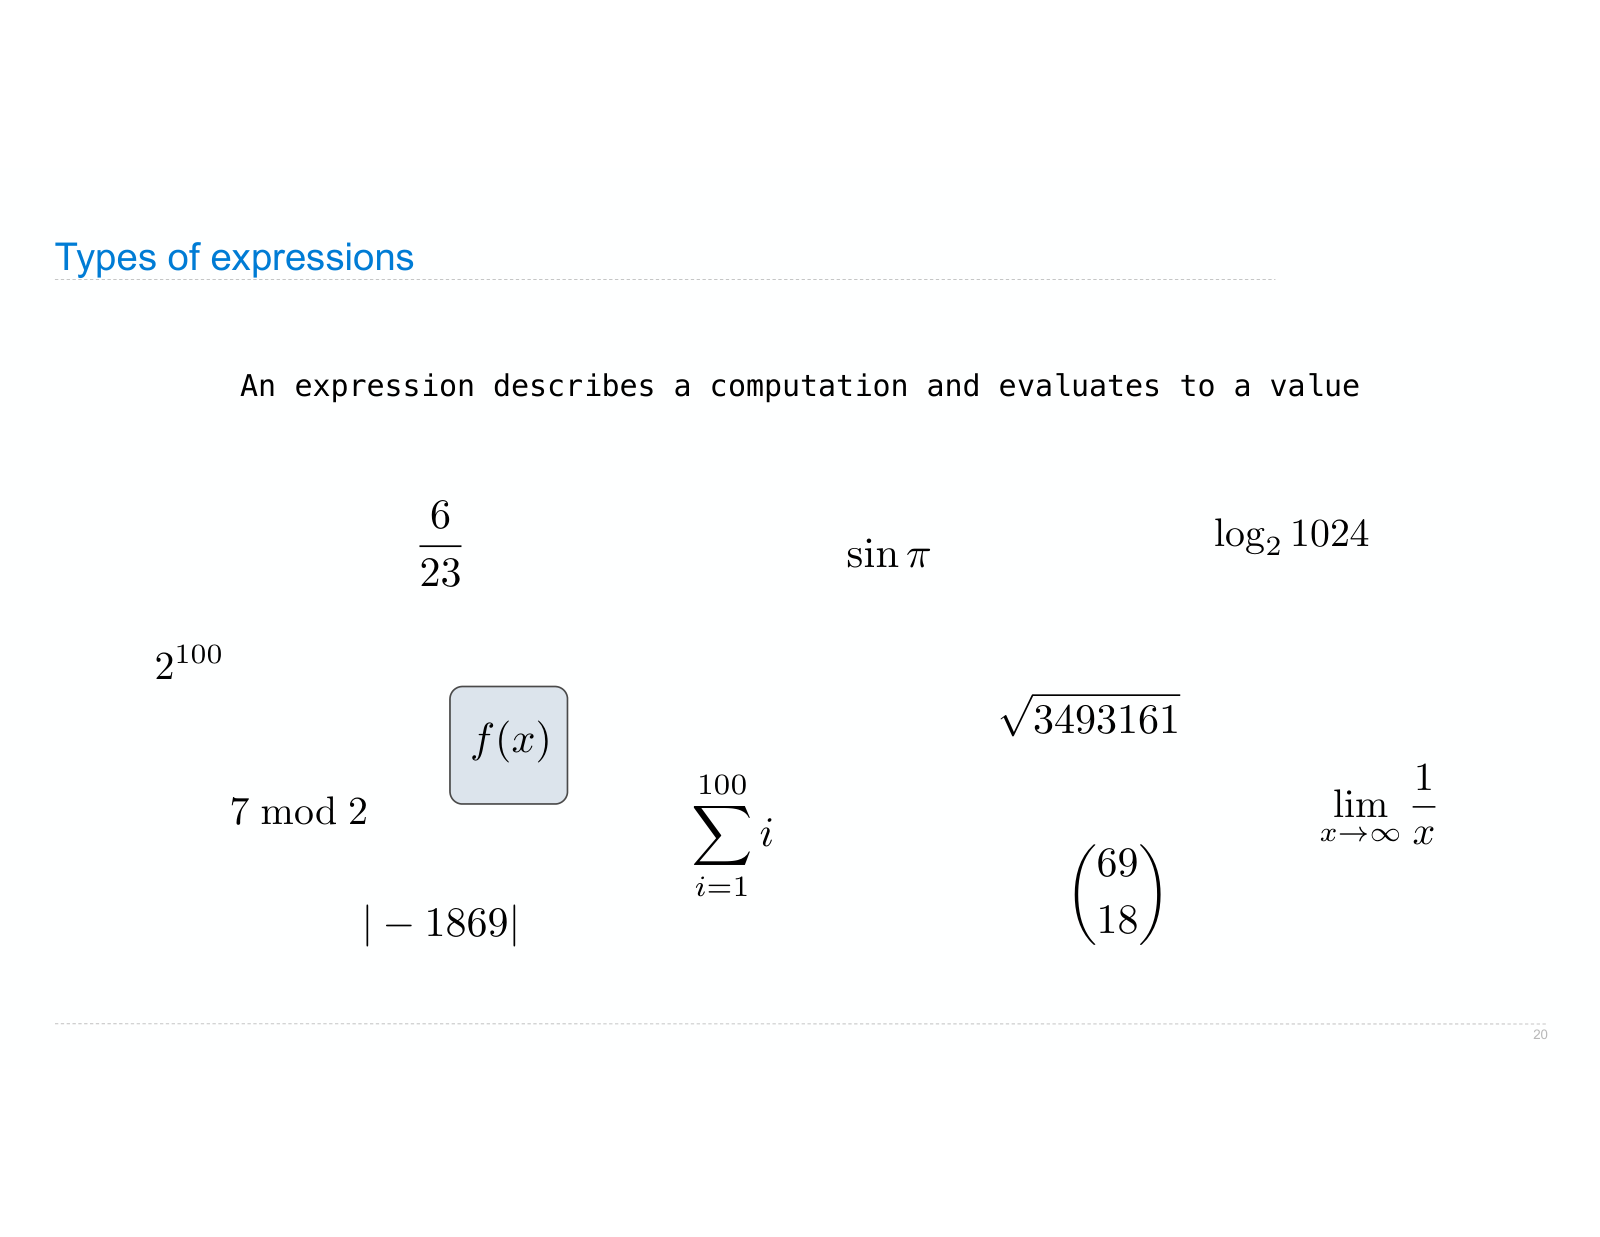 Types of expressions
An expression describes a computation and evaluates to a value
6
23
sin π
log₂ 1024
2¹⁰⁰
f(x)
√3493161
7 mod 2
100
∑ i
i=1
lim 1/x
x→∞
(69
18)
| − 1869|
20